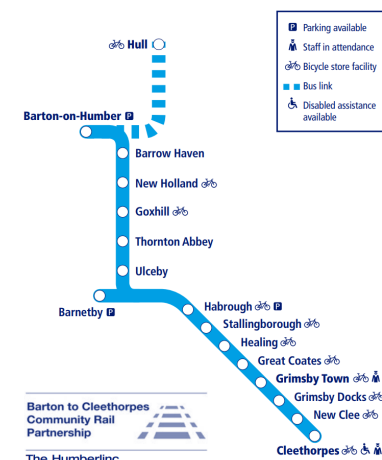 Hull
Parking available
Staff in attendance
Bicycle store facility
Bus link
Disabled assistance
available
Barton-on-Humber P
Barrow Haven
New Holland
Goxhill
Thornton Abbey
Ulceby
Barnetby P
Habrough P
Stallingborough
Healing
Great Coates
Grimsby Town
Grimsby Docks
New Clee
Cleethorpes
Barton to Cleethorpes
Community Rail
Partnership
The Humberlinc